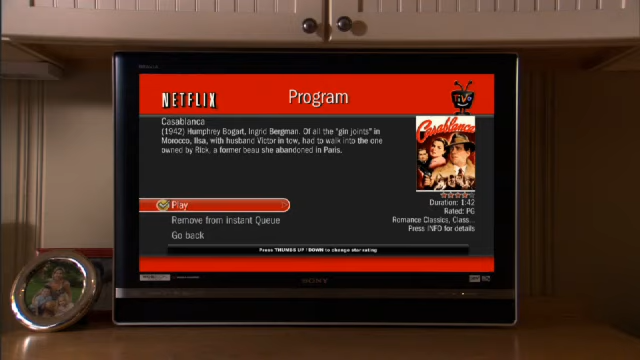 NETFLIX
Program
TiVo
Casablanca
(1942) Humphrey Bogart, Ingrid Bergman. Of all the "gin joints" in
Morocco, Ilsa, with husband Victor in tow, had to walk into the one
owned by Rick, a former beau she abandoned in Paris.
Casablanca
Duration: 1:42
Rated: PG
Romance Classics, Class...
Press INFO for details
Play
Remove from Instant Queue
Go back
Press THUMBS UP / DOWN to change star rating
SONY